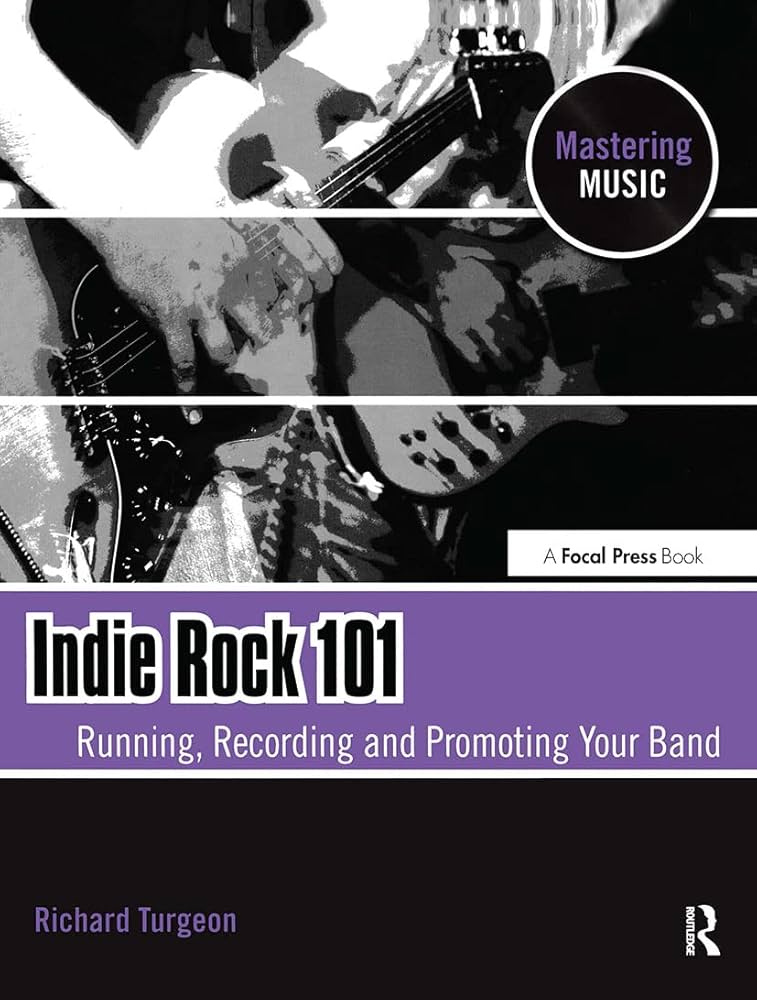 Mastering
MUSIC
A Focal Press Book
Indie Rock 101
Running, Recording and Promoting Your Band
Richard Turgeon
ROUTLEDGE